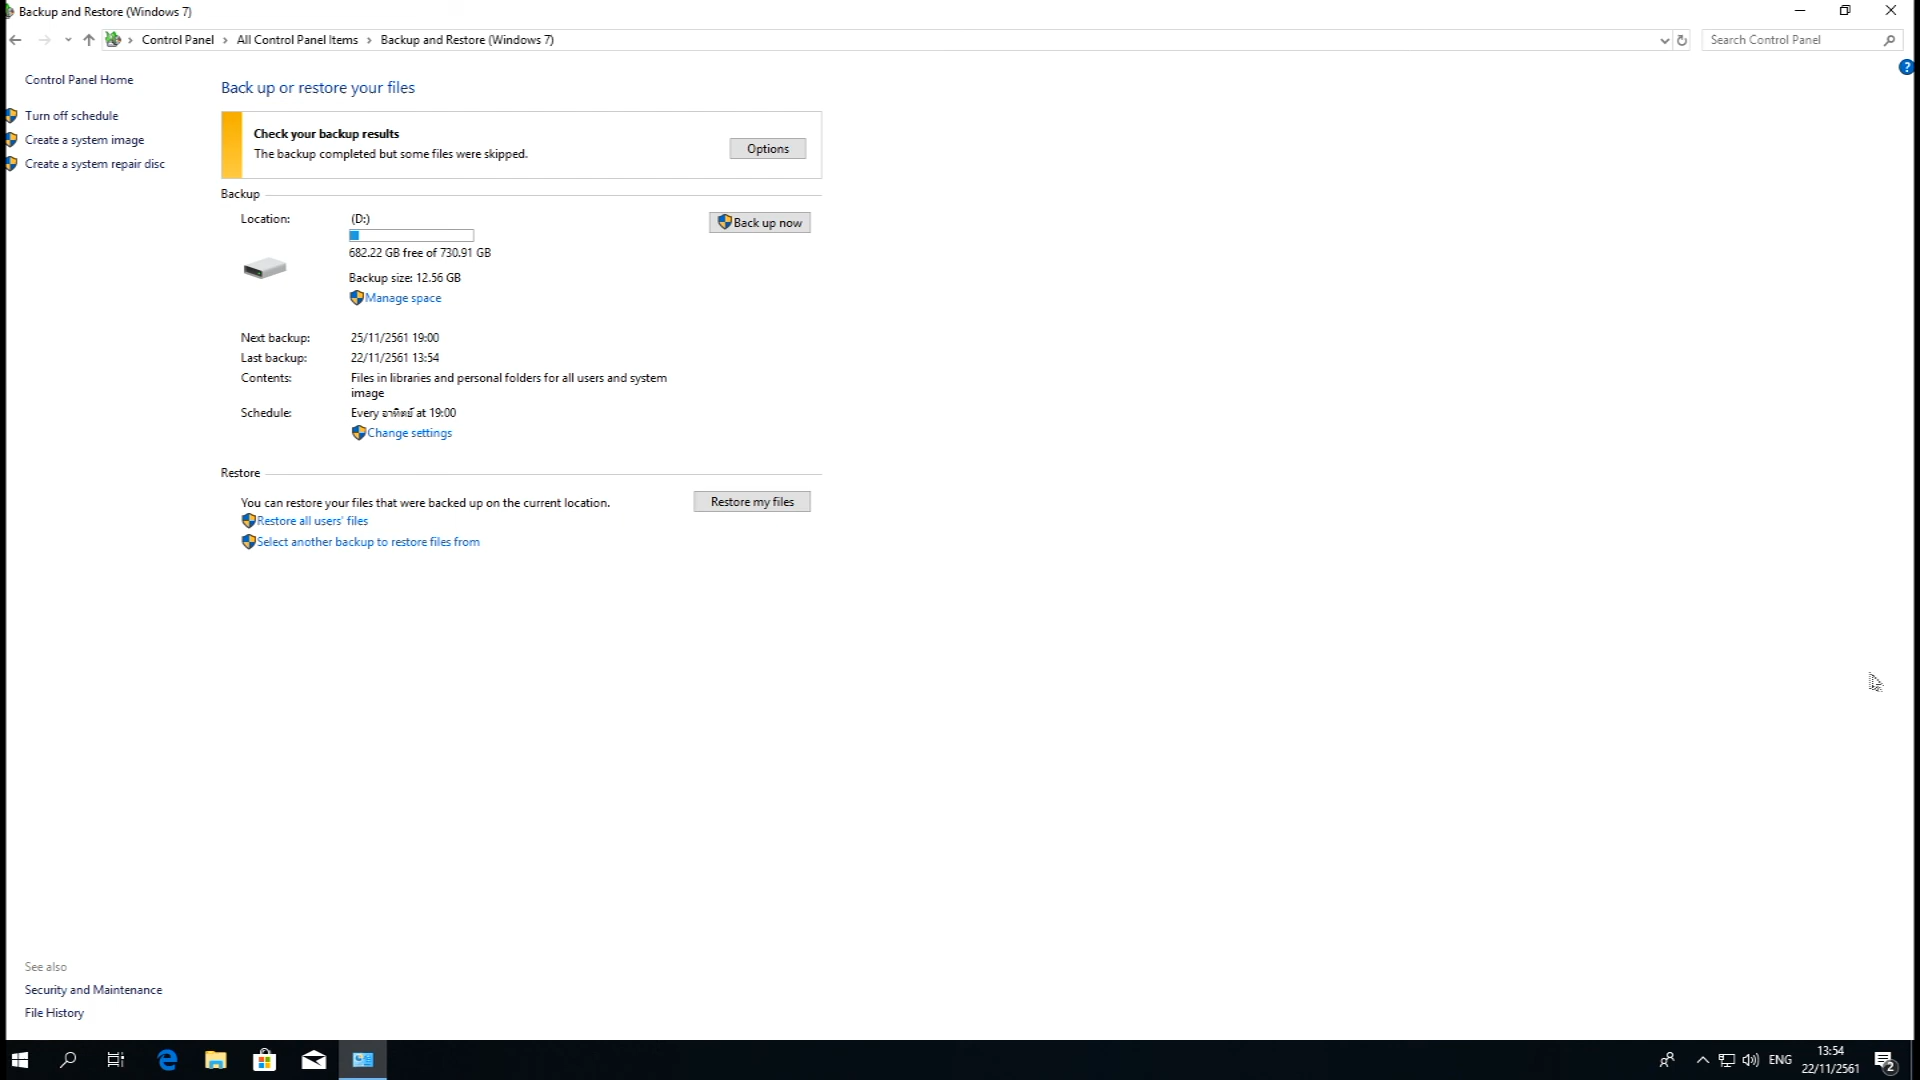 Backup and Restore (Windows 7)
Control Panel › All Control Panel Items › Backup and Restore (Windows 7)
Search Control Panel
Control Panel Home
Turn off schedule
Create a system image
Create a system repair disc
Back up or restore your files
Check your backup results
The backup completed but some files were skipped.
Options
Backup
Location:
(D:)
Back up now
682.22 GB free of 730.91 GB
Backup size: 12.56 GB
Manage space
Next backup:
25/11/2561 19:00
Last backup:
22/11/2561 13:54
Contents:
Files in libraries and personal folders for all users and system
image
Schedule:
Every อาทิตย์ at 19:00
Change settings
Restore
You can restore your files that were backed up on the current location.
Restore my files
Restore all users' files
Select another backup to restore files from
See also
Security and Maintenance
File History
ENG
13:54
22/11/2561
2